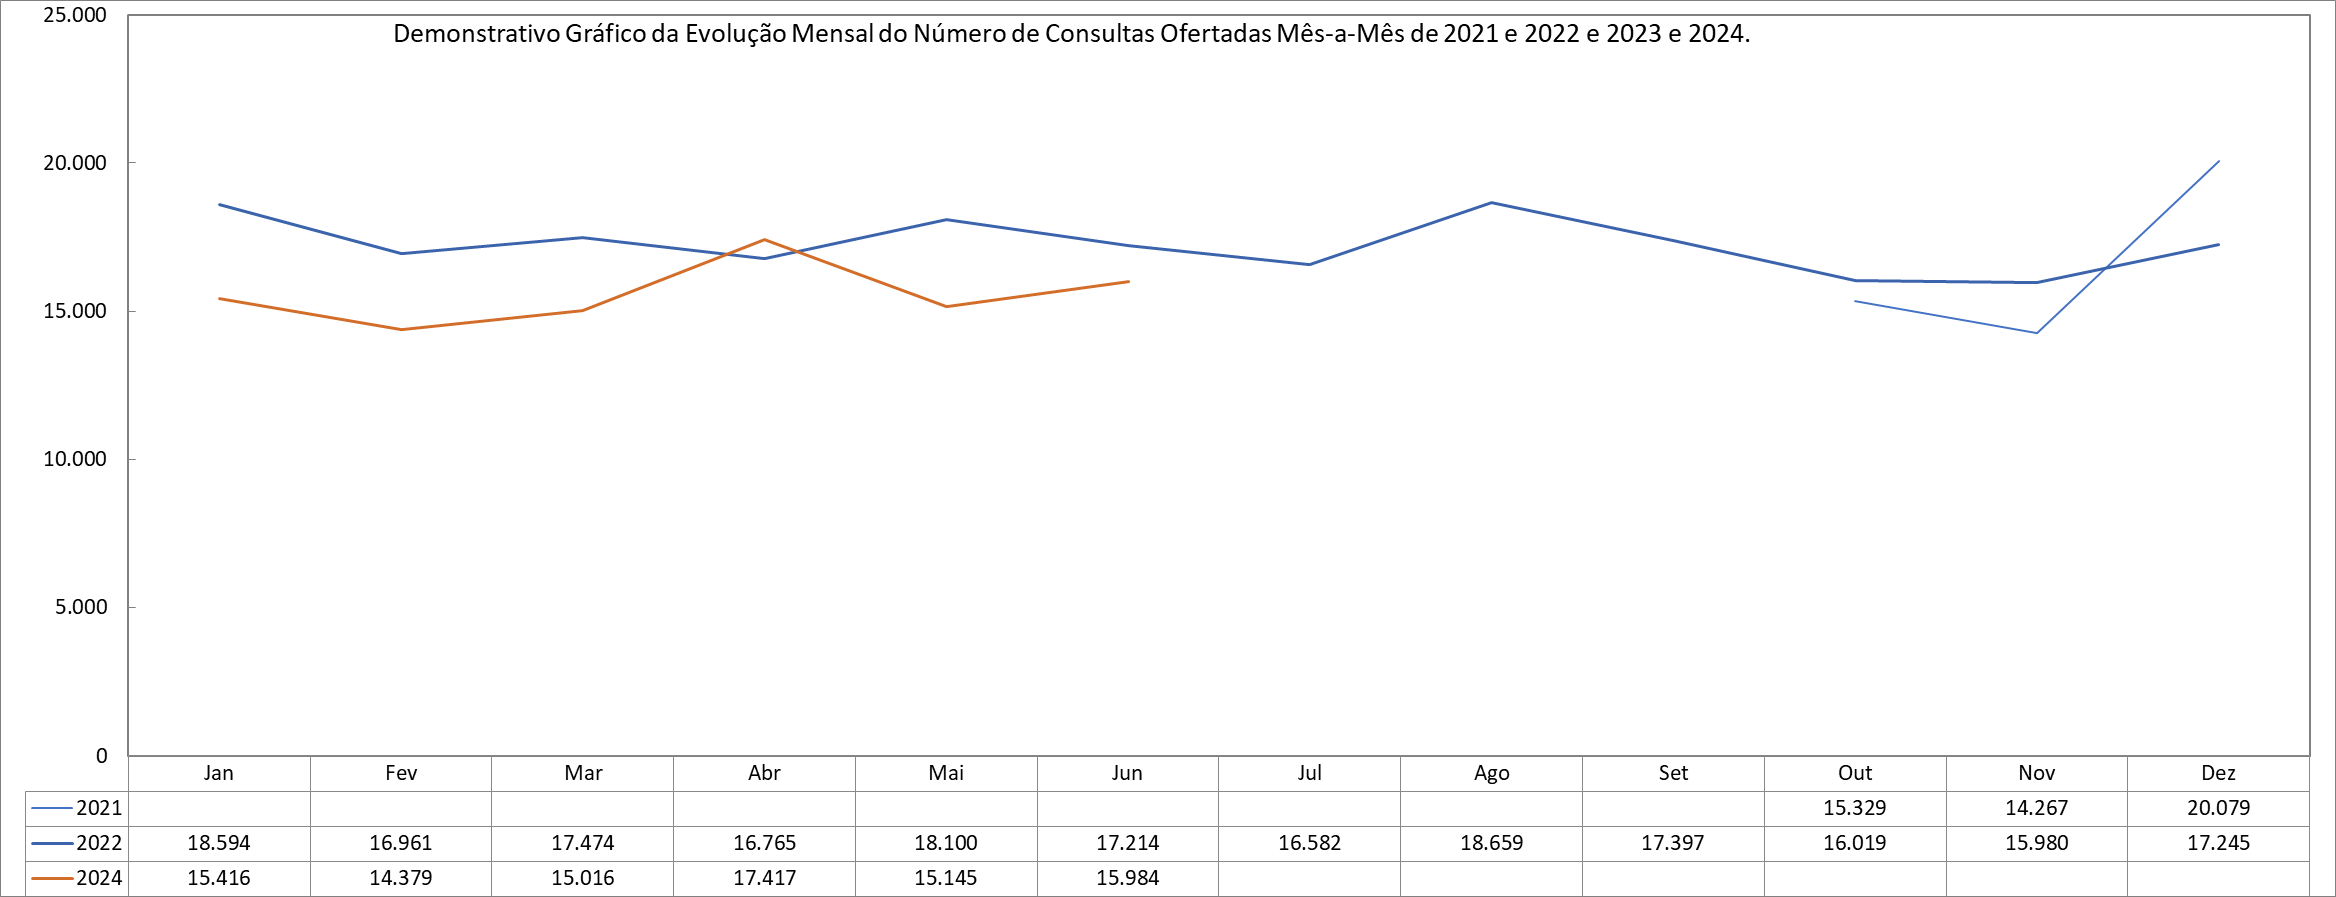 Demonstrativo Gráfico da Evolução Mensal do Número de Consultas Ofertadas Mês-a-Mês de 2021 e 2022 e 2023 e 2024.
25.000
20.000
15.000
10.000
5.000
0
Jan Fev Mar Abr Mai Jun Jul Ago Set Out Nov Dez
2021 15.329 14.267 20.079
2022 18.594 16.961 17.474 16.765 18.100 17.214 16.582 18.659 17.397 16.019 15.980 17.245
2024 15.416 14.379 15.016 17.417 15.145 15.984